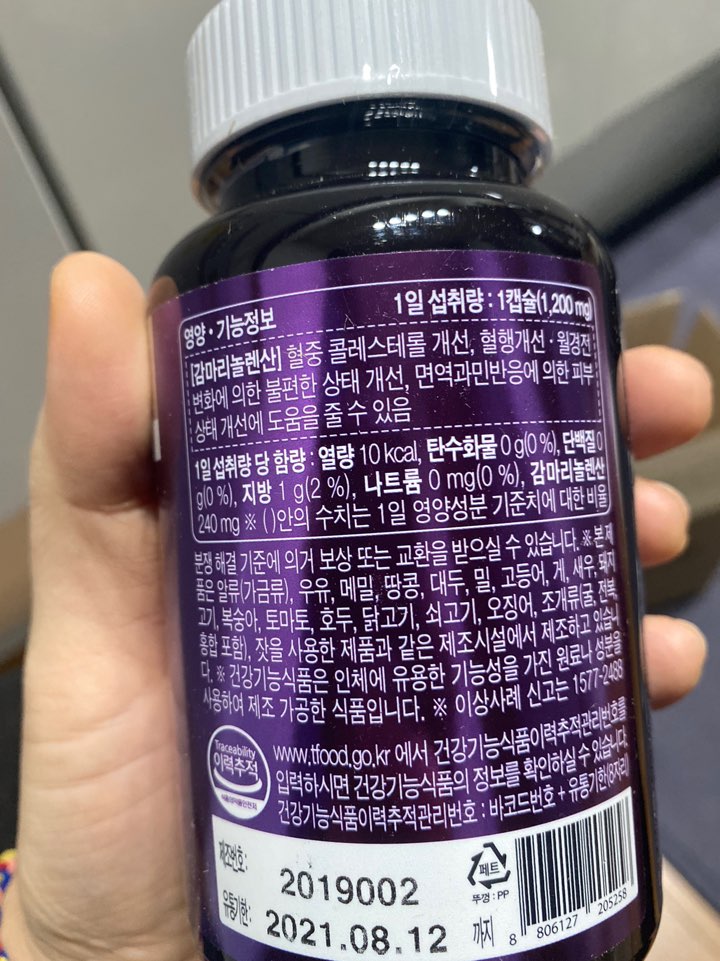 영양•기능정보 1일 섭취량 : 1캡슐(1,200 mg)
[감마리놀렌산] 혈중 콜레스테롤 개선, 혈행개선·월경전
변화에 의한 불편한 상태 개선, 면역과민반응에 의한 피부
상태 개선에 도움을 줄 수 있음
1일 섭취량 당 함량 : 열량 10 kcal, 탄수화물 0 g(0 %), 단백질 0
g(0 %), 지방 1 g(2 %), 나트륨 0 mg(0 %), 감마리놀렌산
240 mg ※ ( )안의 수치는 1일 영양성분 기준치에 대한 비율
분쟁 해결 기준에 의거 보상 또는 교환을 받으실 수 있습니다. ※ 본 제
품은 알류(가금류), 우유, 메밀, 땅콩, 대두, 밀, 고등어, 게, 새우, 돼지
고기, 복숭아, 토마토, 호두, 닭고기, 쇠고기, 오징어, 조개류(굴, 전복,
홍합 포함), 잣을 사용한 제품과 같은 제조시설에서 제조하고 있습니
다. ※ 건강기능식품은 인체에 유용한 기능성을 가진 원료나 성분을
사용하여 제조 가공한 식품입니다. ※ 이상사례 신고는 1577-2488
Traceability
이력추적
식품의약품안전처
www.tfood.go.kr 에서 건강기능식품이력추적관리번호를
입력하시면 건강기능식품의 정보를 확인하실 수 있습니다.
건강기능식품이력추적관리번호 : 바코드번호 + 유통기한(8자리)
제조번호: 2019002
유통기한: 2021.08.12 까지
페트
뚜껑 : PP
8 806127 205258